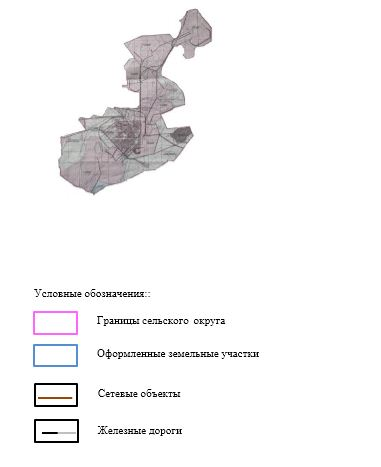 Условные обозначения::
Границы сельского округа
Оформленные земельные участки
Сетевые объекты
Железные дороги